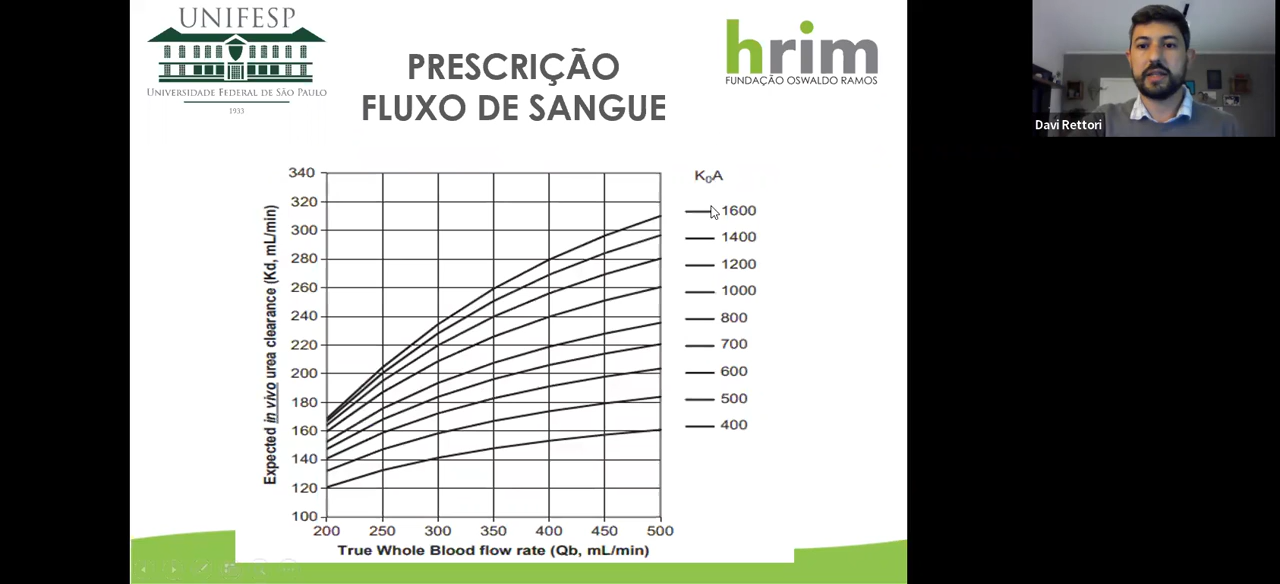 UNIFESP
UNIVERSIDADE FEDERAL DE SÃO PAULO
1933
PRESCRIÇÃO
FLUXO DE SANGUE
hrim
FUNDAÇÃO OSWALDO RAMOS
Davi Rettori
Expected in vivo urea clearance (Kd, mL/min)
340
320
300
280
260
240
220
200
180
160
140
120
100
200 250 300 350 400 450 500
True Whole Blood flow rate (Qb, mL/min)
K₀A
1600
1400
1200
1000
800
700
600
500
400